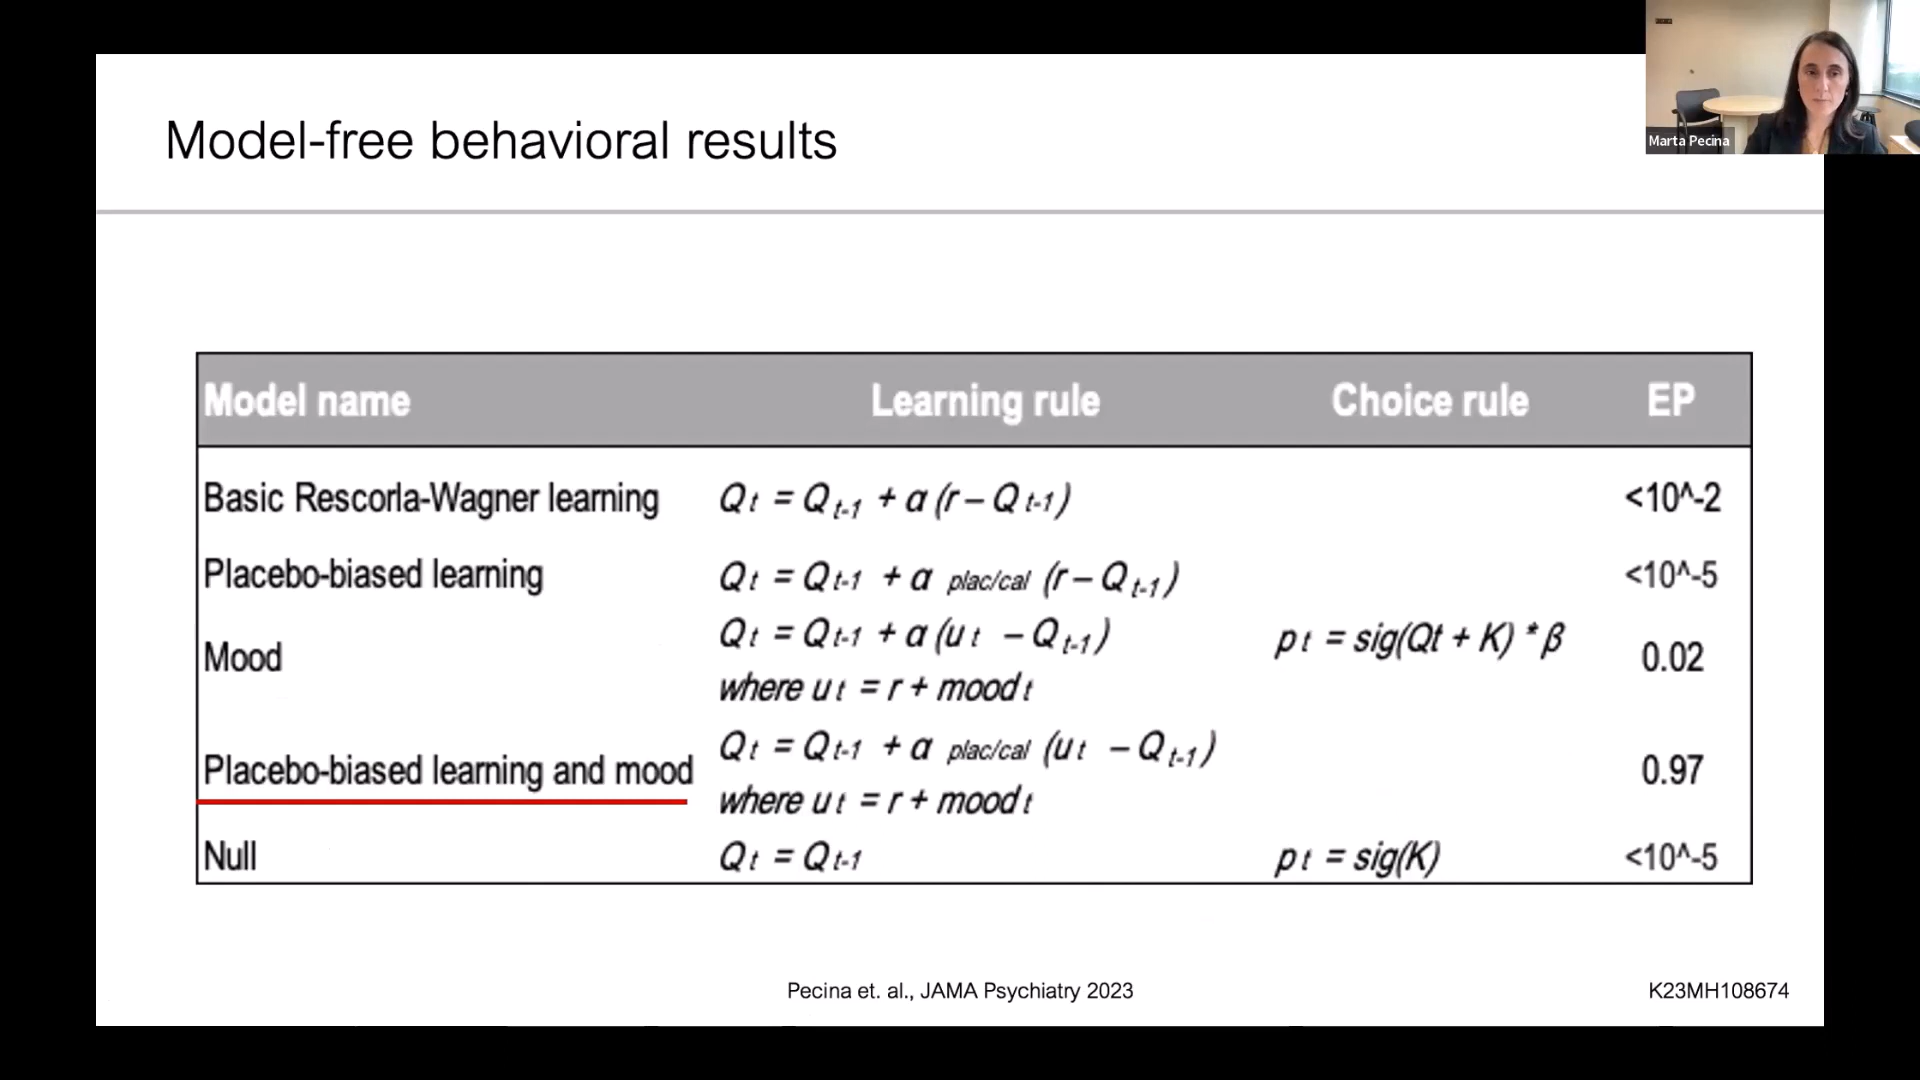 Model-free behavioral results
Marta Pecina
Model name Learning rule Choice rule EP
Basic Rescorla-Wagner learning Q t = Q t-1 + α (r – Q t-1) <10^-2
Placebo-biased learning Q t = Q t-1 + α plac/cal (r – Q t-1) <10^-5
Mood Q t = Q t-1 + α (u t – Q t-1) p t = sig(Qt + K) * β 0.02
where u t = r + mood t
Placebo-biased learning and mood Q t = Q t-1 + α plac/cal (u t – Q t-1) 0.97
where u t = r + mood t
Null Q t = Q t-1 p t = sig(K) <10^-5
Pecina et. al., JAMA Psychiatry 2023
K23MH108674